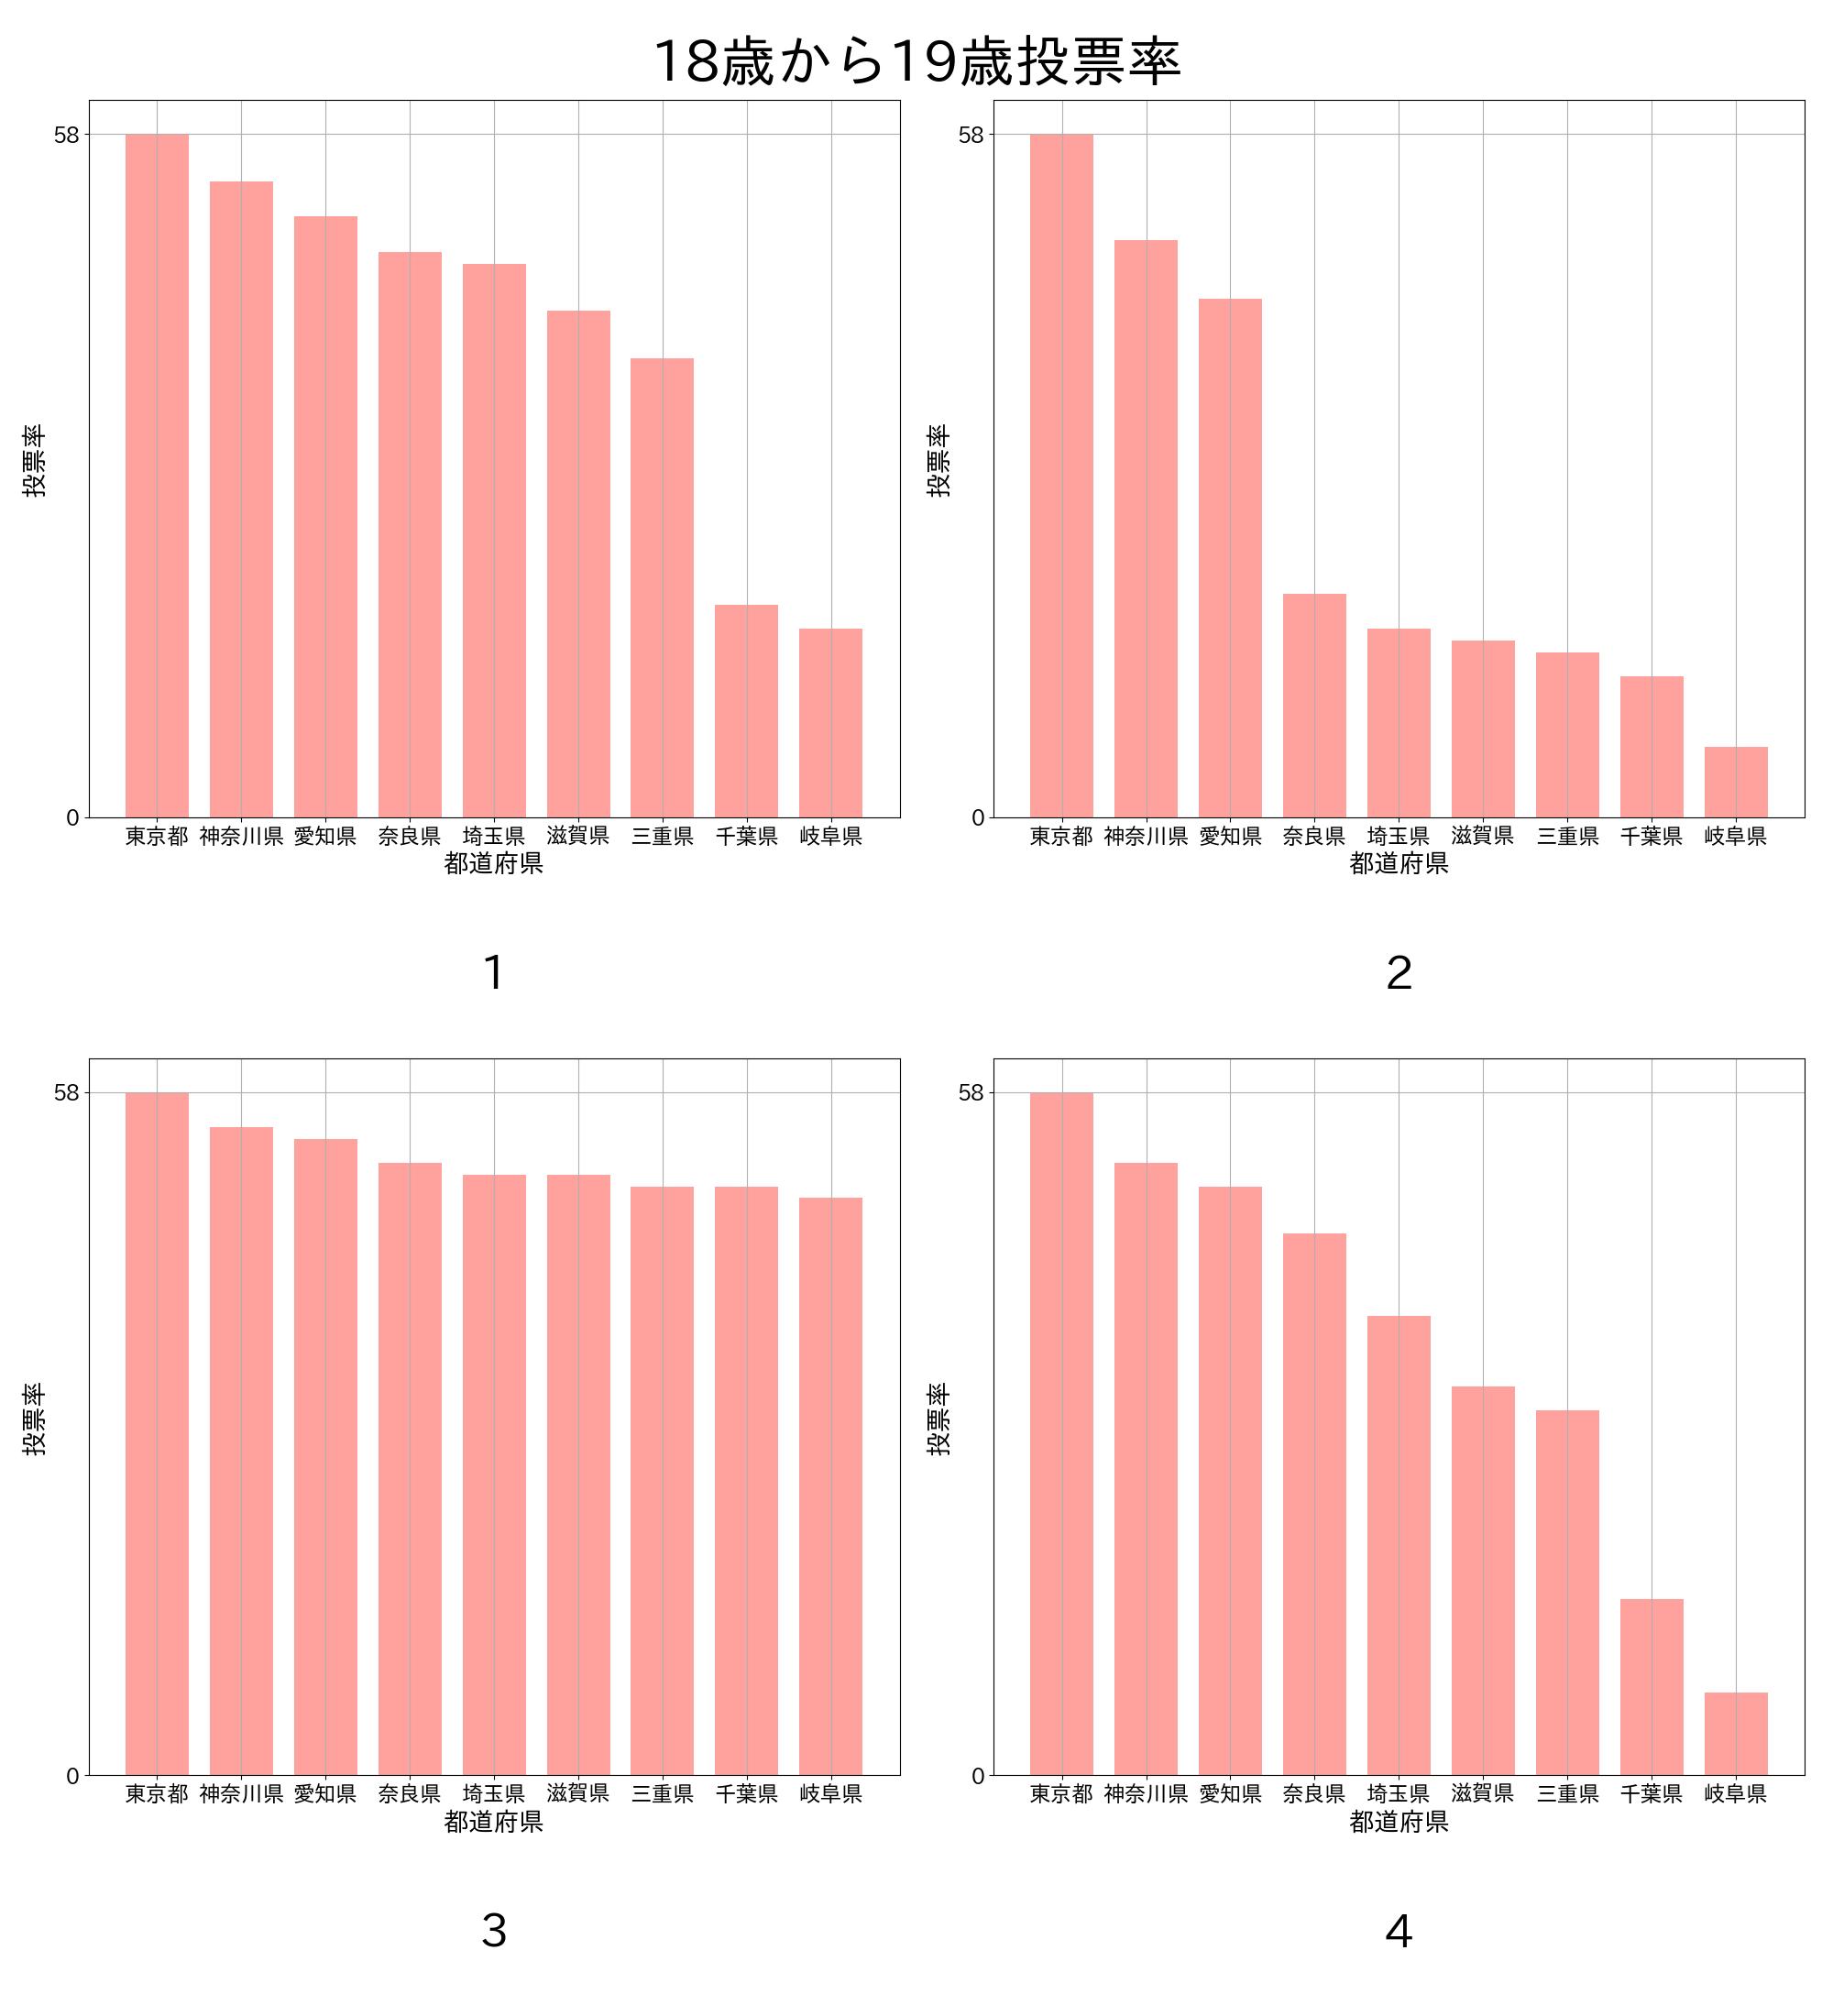 18歳から19歳投票率
58
0
投票率
東京都 神奈川県 愛知県 奈良県 埼玉県 滋賀県 三重県 千葉県 岐阜県
都道府県
1
58
0
投票率
東京都 神奈川県 愛知県 奈良県 埼玉県 滋賀県 三重県 千葉県 岐阜県
都道府県
2
58
0
投票率
東京都 神奈川県 愛知県 奈良県 埼玉県 滋賀県 三重県 千葉県 岐阜県
都道府県
3
58
0
投票率
東京都 神奈川県 愛知県 奈良県 埼玉県 滋賀県 三重県 千葉県 岐阜県
都道府県
4